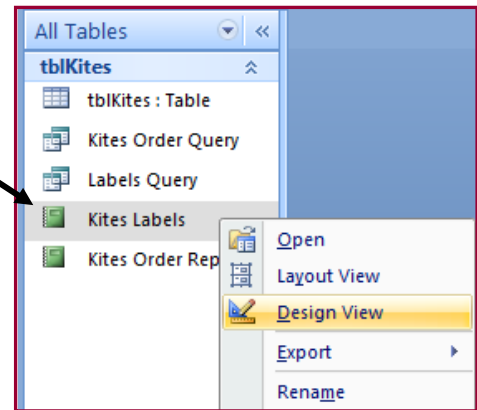 All Tables
tblKites
tblKites : Table
Kites Order Query
Labels Query
Kites Labels
Kites Order Rep
Open
Layout View
Design View
Export
Rename